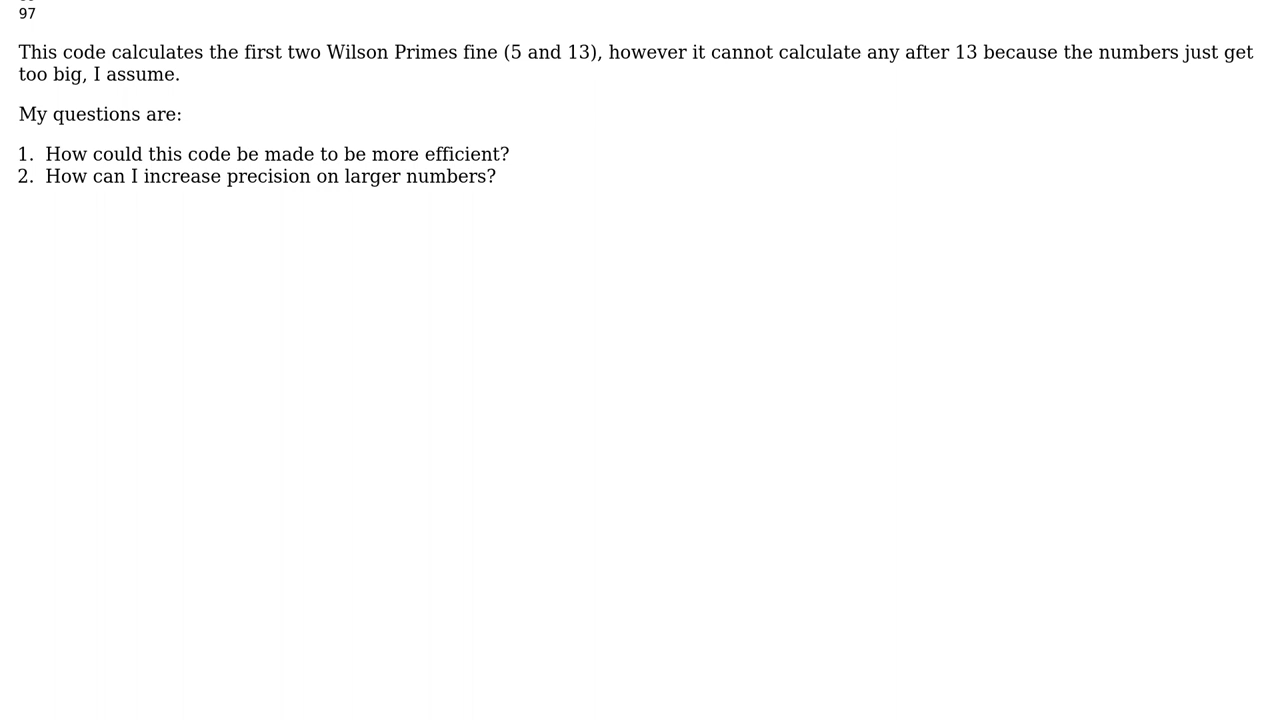 97
This code calculates the first two Wilson Primes fine (5 and 13), however it cannot calculate any after 13 because the numbers just get
too big, I assume.
My questions are:
1. How could this code be made to be more efficient?
2. How can I increase precision on larger numbers?